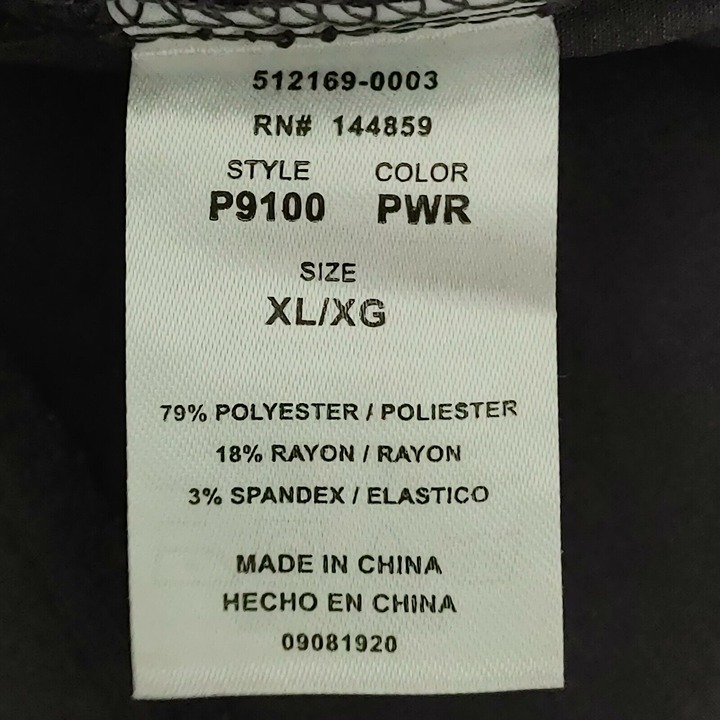 512169-0003
RN# 144859
STYLE COLOR
P9100 PWR
SIZE
XL/XG
79% POLYESTER / POLIESTER
18% RAYON / RAYON
3% SPANDEX / ELASTICO
MADE IN CHINA
HECHO EN CHINA
09081920